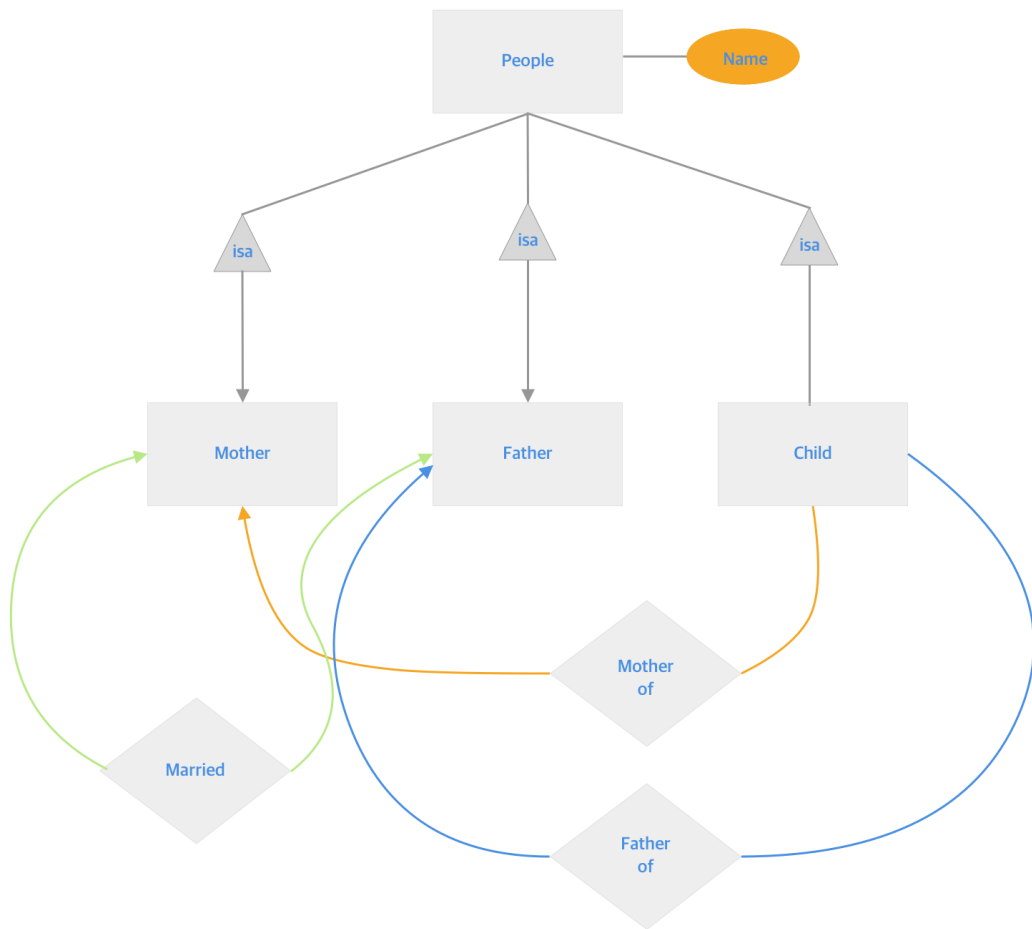 People
Name
isa
isa
isa
Mother
Father
Child
Mother
of
Married
Father
of